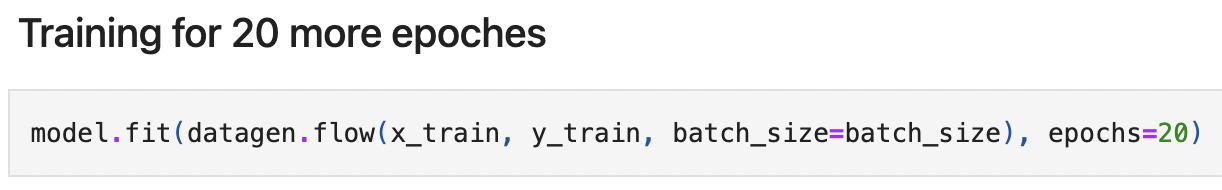 Training for 20 more epoches
model.fit(datagen.flow(x_train, y_train, batch_size=batch_size), epochs=20)